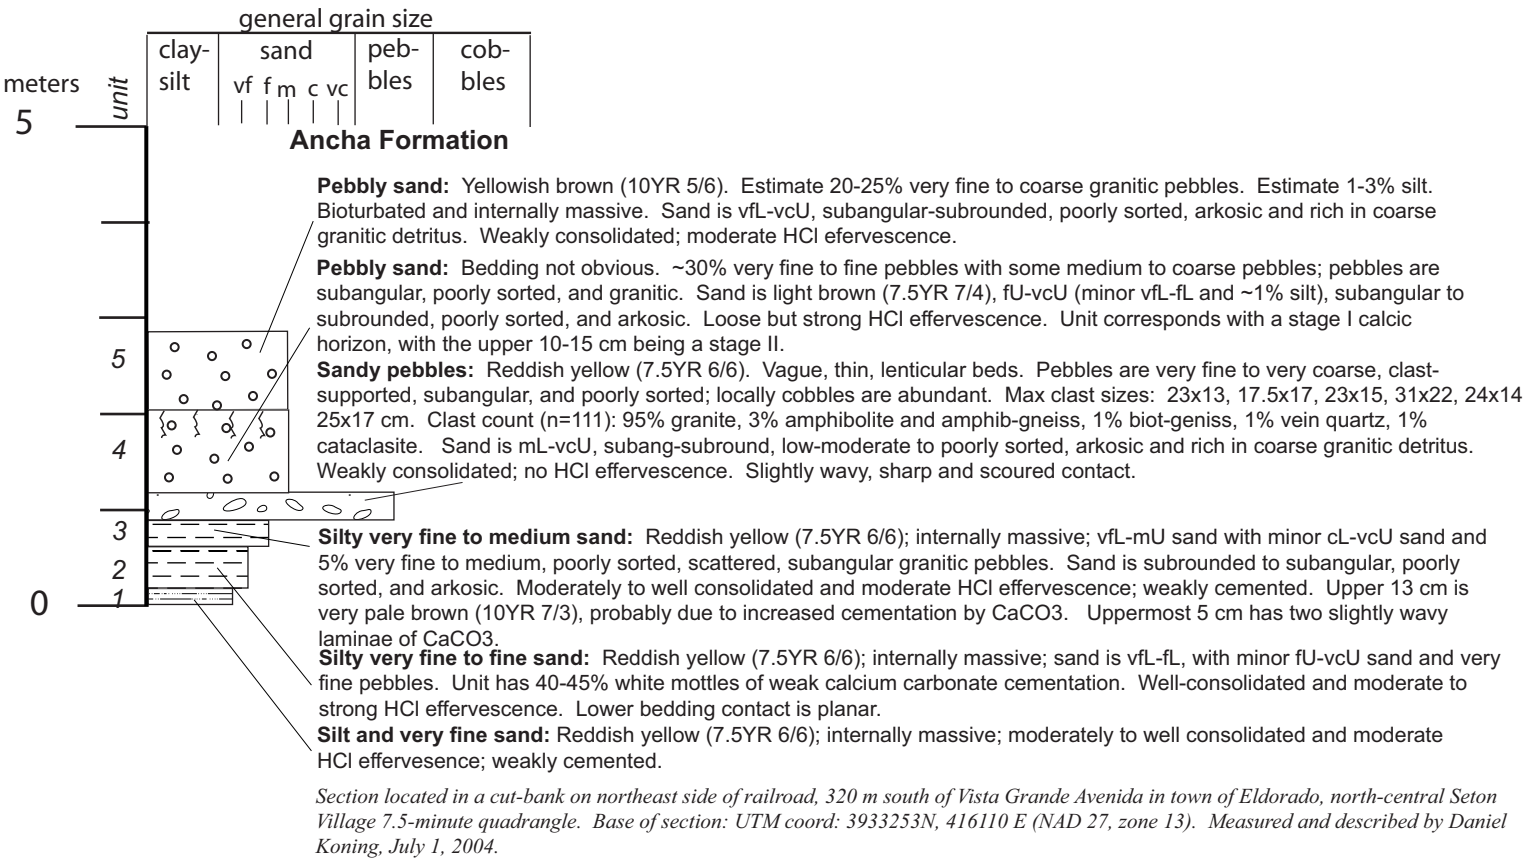 general grain size
clay-
silt
sand
vf f m c vc
peb-
bles
cob-
bles
meters
unit
5
Ancha Formation
Pebbly sand: Yellowish brown (10YR 5/6). Estimate 20-25% very fine to coarse granitic pebbles. Estimate 1-3% silt.
Bioturbated and internally massive. Sand is vfL-vcU, subangular-subrounded, poorly sorted, arkosic and rich in coarse
granitic detritus. Weakly consolidated; moderate HCl efervescence.
Pebbly sand: Bedding not obvious. ~30% very fine to fine pebbles with some medium to coarse pebbles; pebbles are
subangular, poorly sorted, and granitic. Sand is light brown (7.5YR 7/4), fU-vcU (minor vfL-fL and ~1% silt), subangular to
subrounded, poorly sorted, and arkosic. Loose but strong HCl effervescence. Unit corresponds with a stage I calcic
horizon, with the upper 10-15 cm being a stage II.
Sandy pebbles: Reddish yellow (7.5YR 6/6). Vague, thin, lenticular beds. Pebbles are very fine to very coarse, clast-
supported, subangular, and poorly sorted; locally cobbles are abundant. Max clast sizes: 23x13, 17.5x17, 23x15, 31x22, 24x14
25x17 cm. Clast count (n=111): 95% granite, 3% amphibolite and amphib-gneiss, 1% biot-geniss, 1% vein quartz, 1%
cataclasite. Sand is mL-vcU, subang-subround, low-moderate to poorly sorted, arkosic and rich in coarse granitic detritus.
Weakly consolidated; no HCl effervescence. Slightly wavy, sharp and scoured contact.
5
4
3
2
1
0
Silty very fine to medium sand: Reddish yellow (7.5YR 6/6); internally massive; vfL-mU sand with minor cL-vcU sand and
5% very fine to medium, poorly sorted, scattered, subangular granitic pebbles. Sand is subrounded to subangular, poorly
sorted, and arkosic. Moderately to well consolidated and moderate HCl effervescence; weakly cemented. Upper 13 cm is
very pale brown (10YR 7/3), probably due to increased cementation by CaCO3. Uppermost 5 cm has two slightly wavy
laminae of CaCO3.
Silty very fine to fine sand: Reddish yellow (7.5YR 6/6); internally massive; sand is vfL-fL, with minor fU-vcU sand and very
fine pebbles. Unit has 40-45% white mottles of weak calcium carbonate cementation. Well-consolidated and moderate to
strong HCl effervescence. Lower bedding contact is planar.
Silt and very fine sand: Reddish yellow (7.5YR 6/6); internally massive; moderately to well consolidated and moderate
HCl effervesence; weakly cemented.
Section located in a cut-bank on northeast side of railroad, 320 m south of Vista Grande Avenida in town of Eldorado, north-central Seton
Village 7.5-minute quadrangle. Base of section: UTM coord: 3933253N, 416110 E (NAD 27, zone 13). Measured and described by Daniel
Koning, July 1, 2004.